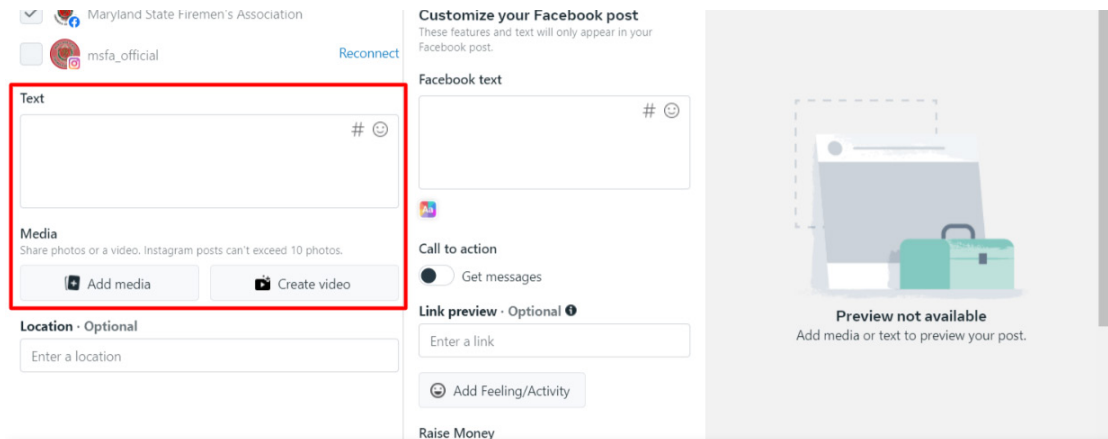 Maryland State Firemen's Association
msfa_official
Reconnect
Text
#
Media
Share photos or a video. Instagram posts can't exceed 10 photos.
Add media
Create video
Location · Optional
Enter a location
Customize your Facebook post
These features and text will only appear in your
Facebook post.
Facebook text
#
Aa
Call to action
Get messages
Link preview · Optional
Enter a link
Add Feeling/Activity
Raise Money
Preview not available
Add media or text to preview your post.